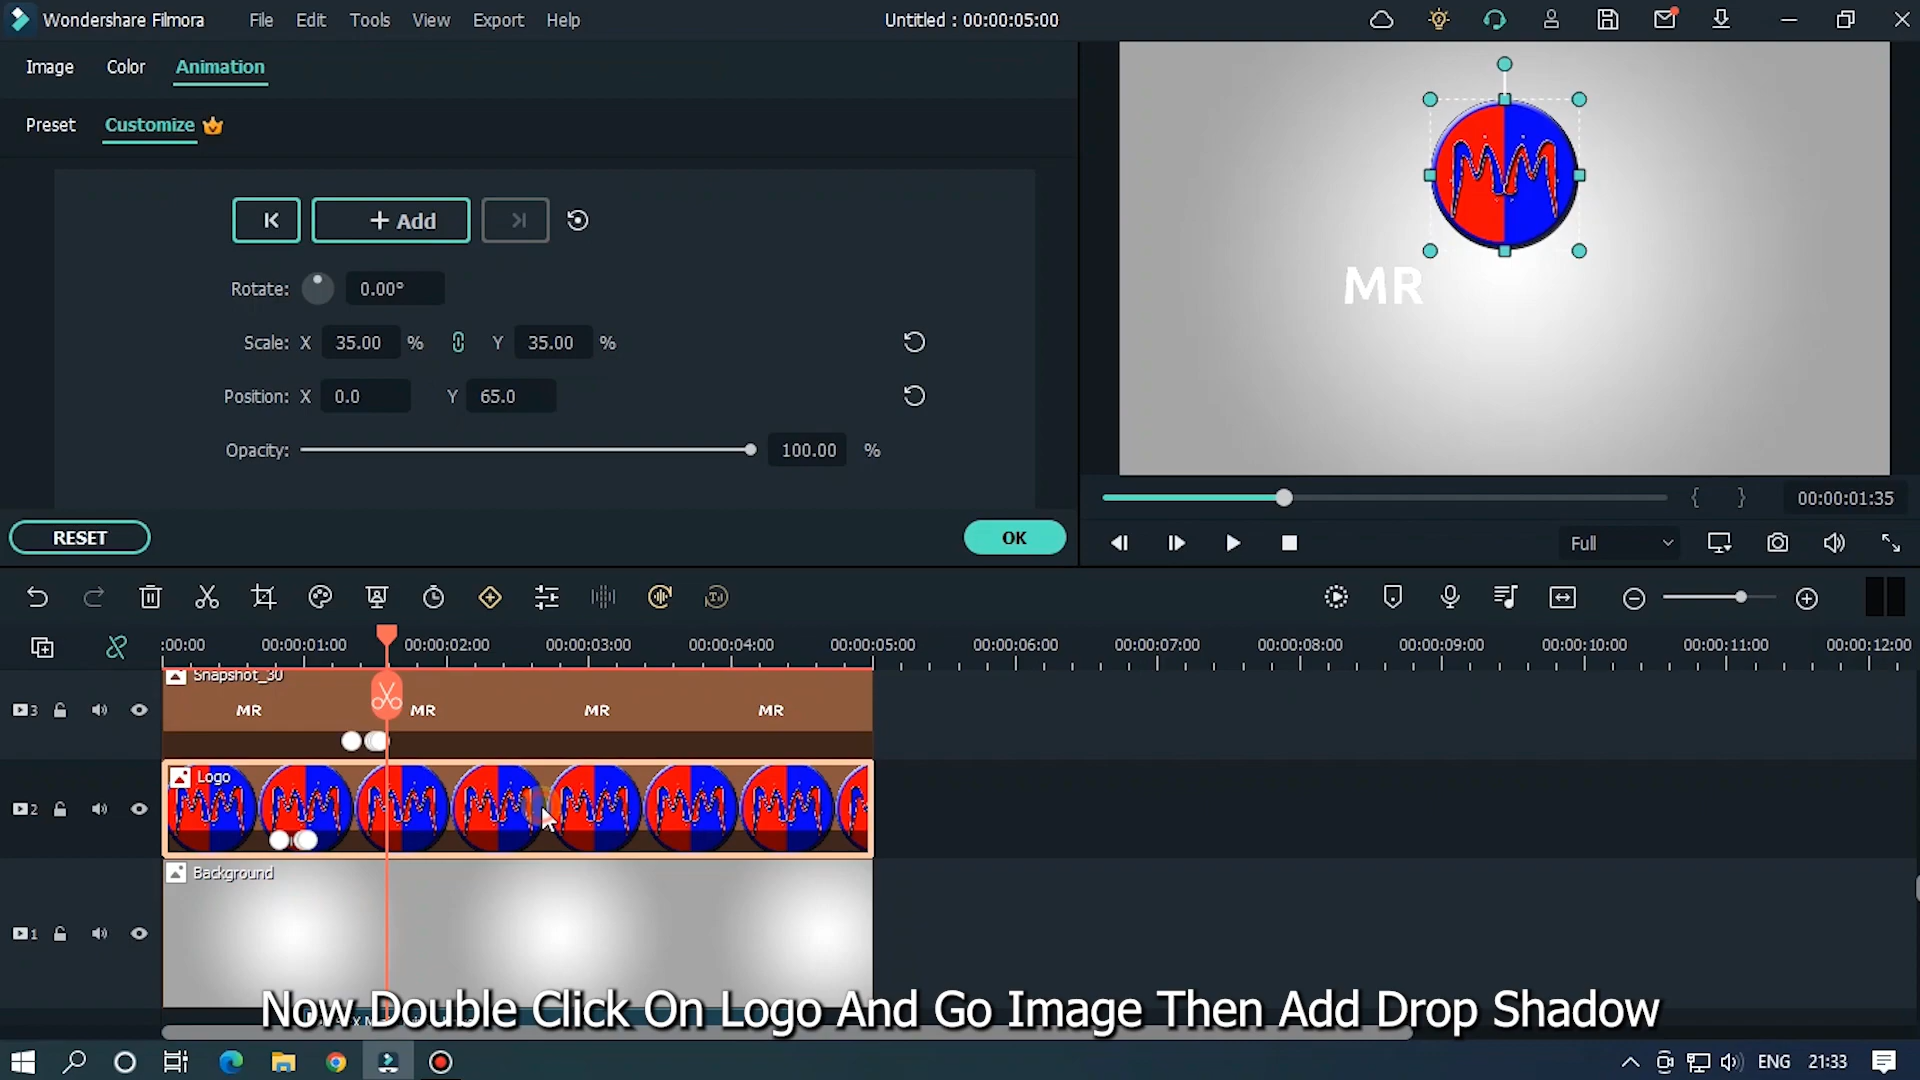 Wondershare Filmora File Edit Tools View Export Help Untitled : 00:00:05:00
Image Color Animation
Preset Customize
+ Add
Rotate: 0.00°
Scale: X 35.00 % Y 35.00 %
Position: X 0.0 Y 65.0
Opacity: 100.00 %
RESET OK
MM
MR
{ } 00:00:01:35
Full
:00:00 00:00:01:00 00:00:02:00 00:00:03:00 00:00:04:00 00:00:05:00 00:00:06:00 00:00:07:00 00:00:08:00 00:00:09:00 00:00:10:00 00:00:11:00 00:00:12:00
Snapshot_30
3 MR MR MR MR
Logo
2
Background
1
Now Double Click On Logo And Go Image Then Add Drop Shadow
ENG 21:33